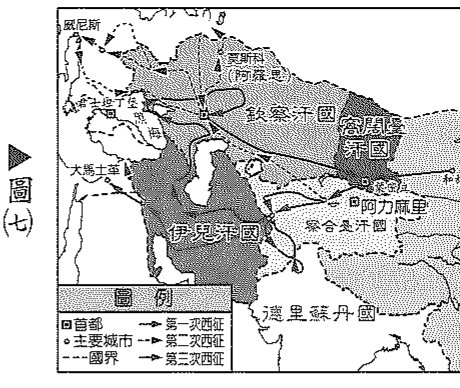 圖(七)
威尼斯
莫斯科
(阿羅思)
君士坦丁堡
黑海
欽察汗國
窩闊臺
汗國
大馬士革
阿力麻里
察合臺汗國
伊兒汗國
德里蘇丹國
圖例
首都
主要城市
國界
第一次西征
第二次西征
第三次西征